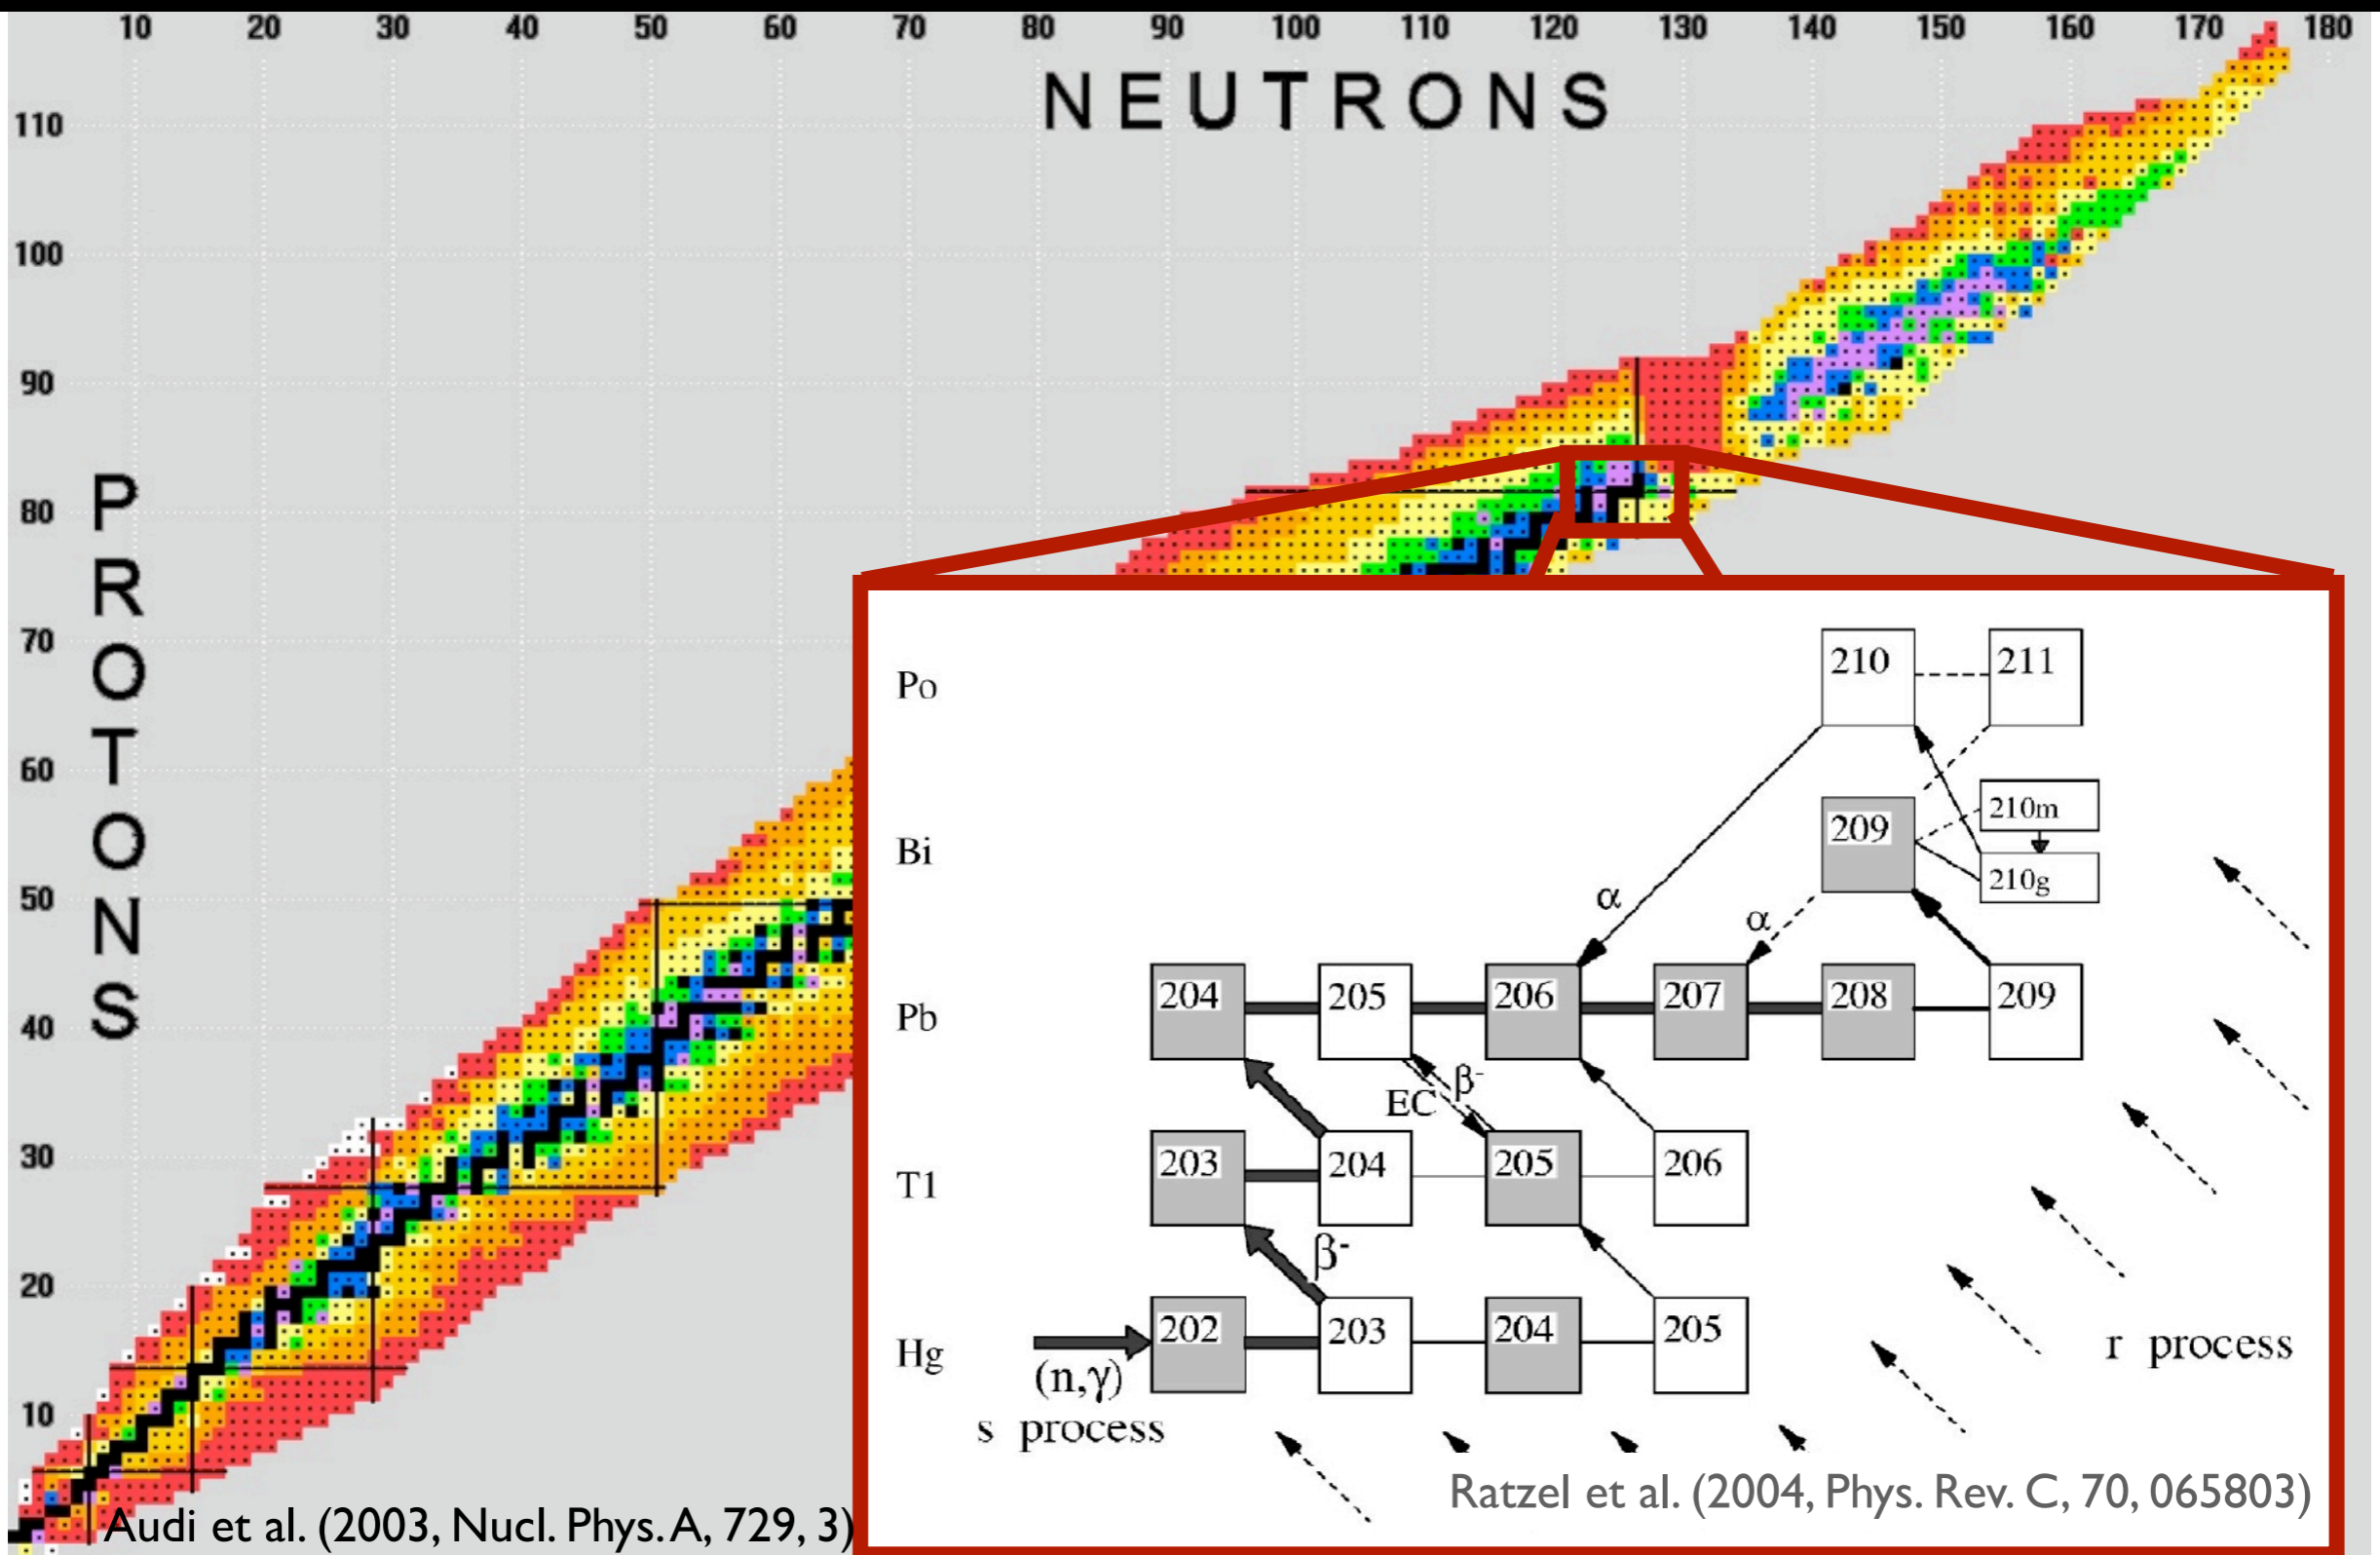 10 20 30 40 50 60 70 80 90 100 110 120 130 140 150 160 170 180
NEUTRONS
110
100
90
80
70
60
50
40
30
20
10
PROTONS
Po
210
211
Bi
209
210m
210g
α
α
Pb
204
205
206
207
208
209
EC
β-
Tl
203
204
205
206
β-
Hg
202
203
204
205
(n,γ)
s process
r process
Ratzel et al. (2004, Phys. Rev. C, 70, 065803)
Audi et al. (2003, Nucl. Phys. A, 729, 3)